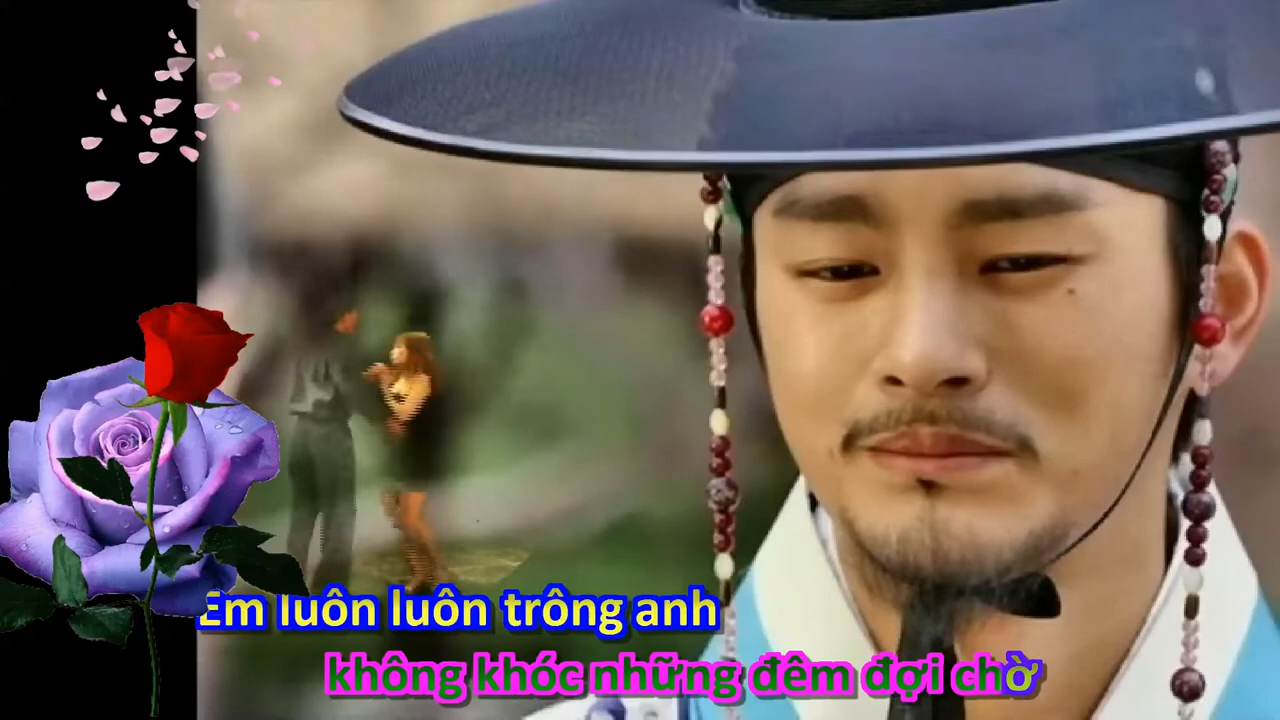 Em luôn luôn trông anh
không khóc những đêm đợi chờ